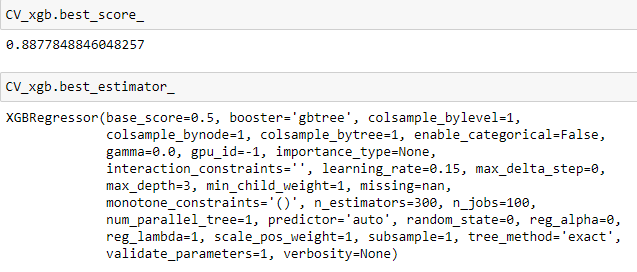 CV_xgb.best_score_
0.8877848846048257
CV_xgb.best_estimator_
XGBRegressor(base_score=0.5, booster='gbtree', colsample_bylevel=1,
colsample_bynode=1, colsample_bytree=1, enable_categorical=False,
gamma=0.0, gpu_id=-1, importance_type=None,
interaction_constraints='', learning_rate=0.15, max_delta_step=0,
max_depth=3, min_child_weight=1, missing=nan,
monotone_constraints='()', n_estimators=300, n_jobs=100,
num_parallel_tree=1, predictor='auto', random_state=0, reg_alpha=0,
reg_lambda=1, scale_pos_weight=1, subsample=1, tree_method='exact',
validate_parameters=1, verbosity=None)